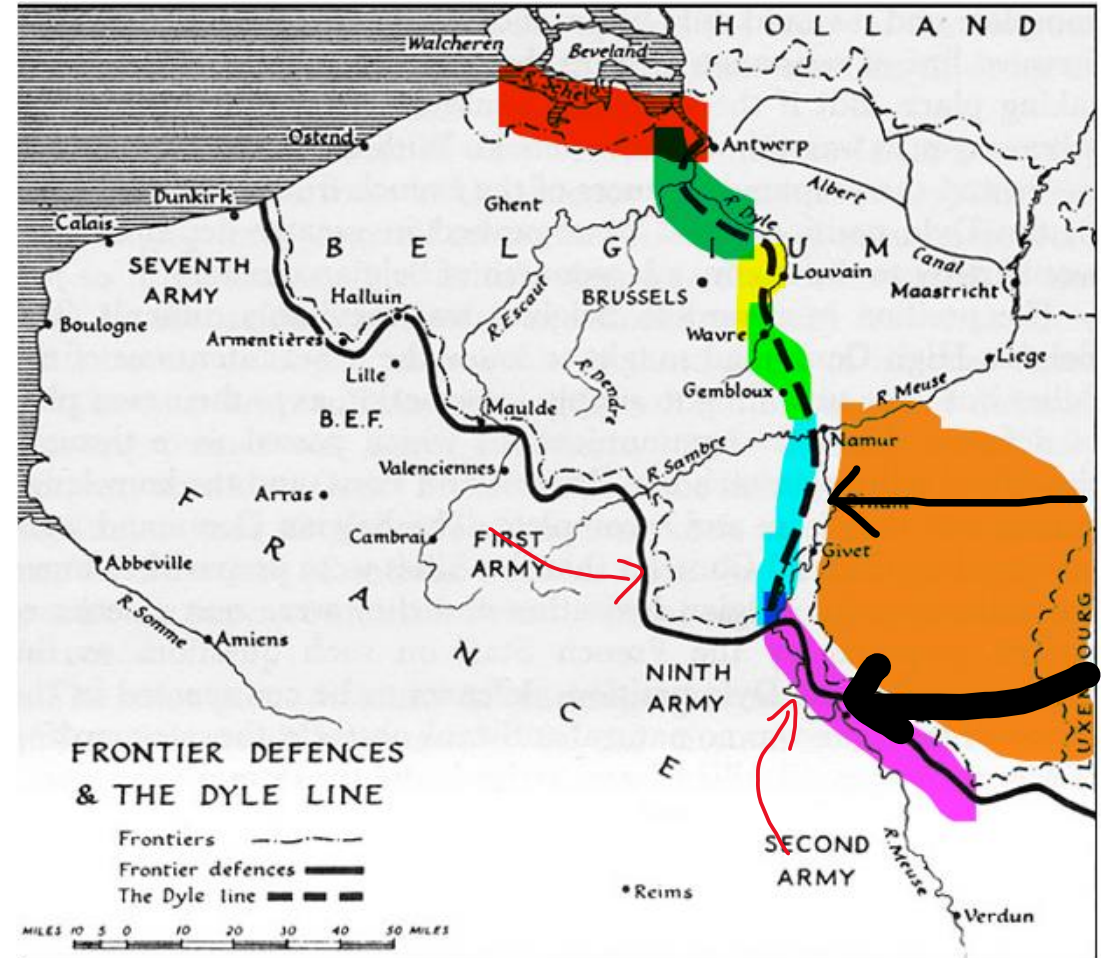 HOLLAND
Walcheren
Beveland
R. Scheldt
Ostend
Antwerp
Dunkirk
Albert
Ghent
R. Dyle
Calais
BELGIUM
Canal
SEVENTH
ARMY
Louvain
BRUSSELS
Maastricht
Halluin
R. Escaut
Boulogne
Armentières
Wavre
Liege
Lille
R. Dender
Gembloux
R. Meuse
Maulde
B.E.F.
Namur
Valenciennes
R. Sambre
Arras
FRANCE
Cambrai
FIRST
ARMY
Givet
Abbeville
R. Somme
LUXEMBOURG
Amiens
NINTH
ARMY
FRONTIER DEFENCES
& THE DYLE LINE
Frontiers
Frontier defences
The Dyle line
SECOND
ARMY
R. Meuse
Reims
Verdun
MILES 10 5 0 10 20 30 40 50 MILES